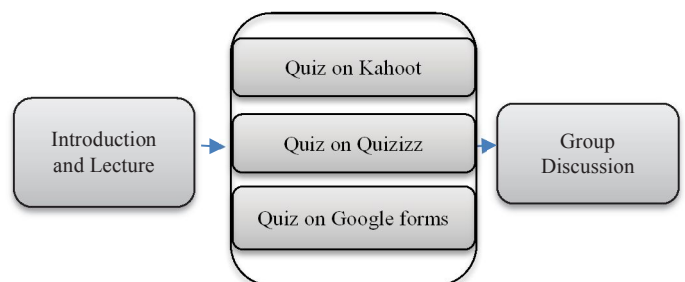 Introduction
and Lecture
Quiz on Kahoot
Quiz on Quizizz
Quiz on Google forms
Group
Discussion